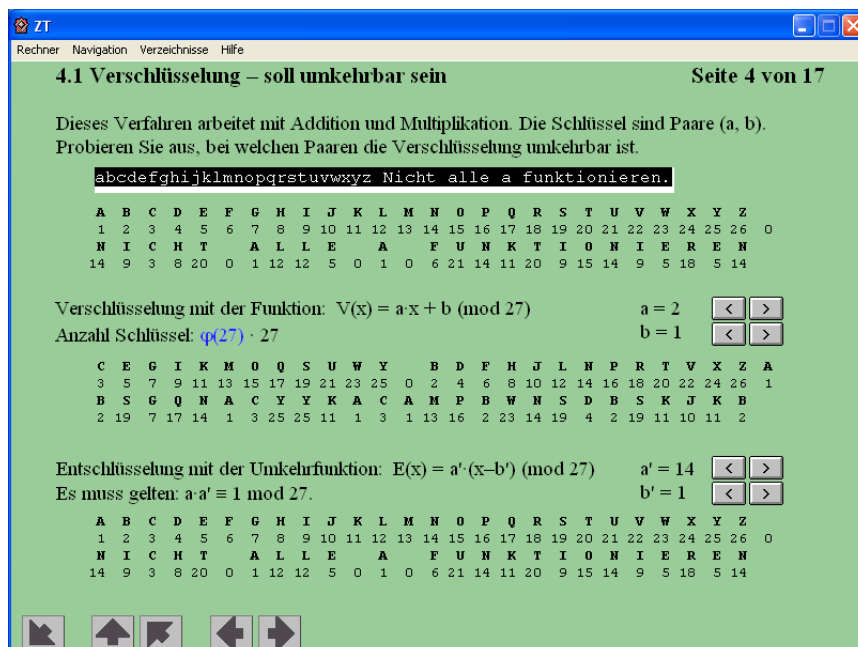 ZT
Rechner Navigation Verzeichnisse Hilfe
4.1 Verschlüsselung – soll umkehrbar sein Seite 4 von 17
Dieses Verfahren arbeitet mit Addition und Multiplikation. Die Schlüssel sind Paare (a, b).
Probieren Sie aus, bei welchen Paaren die Verschlüsselung umkehrbar ist.
abcdefghijklmnopqrstuvwxyz Nicht alle a funktionieren.
A B C D E F G H I J K L M N O P Q R S T U V W X Y Z
1 2 3 4 5 6 7 8 9 10 11 12 13 14 15 16 17 18 19 20 21 22 23 24 25 26 0
N I C H T A L L E A F U N K T I O N I E R E N
14 9 3 8 20 0 1 12 12 5 0 1 0 6 21 14 11 20 9 15 14 9 5 18 5 14
Verschlüsselung mit der Funktion: V(x) = a·x + b (mod 27) a = 2 < >
Anzahl Schlüssel: φ(27) · 27 b = 1 < >
C E G I K M O Q S U W Y B D F H J L N P R T V X Z A
3 5 7 9 11 13 15 17 19 21 23 25 0 2 4 6 8 10 12 14 16 18 20 22 24 26 1
B S G Q N A C Y Y K A C A M P B W N S D B S K J K B
2 19 7 17 14 1 3 25 25 11 1 3 1 13 16 2 23 14 19 4 2 19 11 10 11 2
Entschlüsselung mit der Umkehrfunktion: E(x) = a'·(x–b') (mod 27) a' = 14 < >
Es muss gelten: a·a' ≡ 1 mod 27. b' = 1 < >
A B C D E F G H I J K L M N O P Q R S T U V W X Y Z
1 2 3 4 5 6 7 8 9 10 11 12 13 14 15 16 17 18 19 20 21 22 23 24 25 26 0
N I C H T A L L E A F U N K T I O N I E R E N
14 9 3 8 20 0 1 12 12 5 0 1 0 6 21 14 11 20 9 15 14 9 5 18 5 14